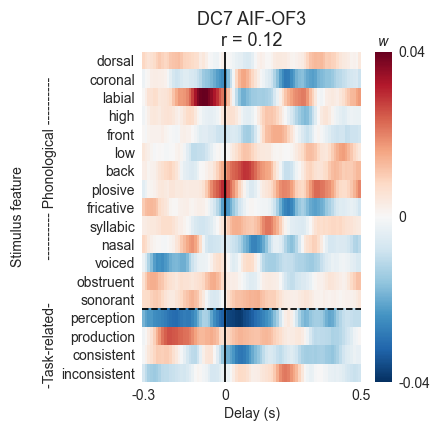 DC7 AIF-OF3
r = 0.12
w
Stimulus feature
---------- Phonological ----------
-Task-related-
dorsal
coronal
labial
high
front
low
back
plosive
fricative
syllabic
nasal
voiced
obstruent
sonorant
perception
production
consistent
inconsistent
0.04
0
-0.04
-0.3
0
0.5
Delay (s)